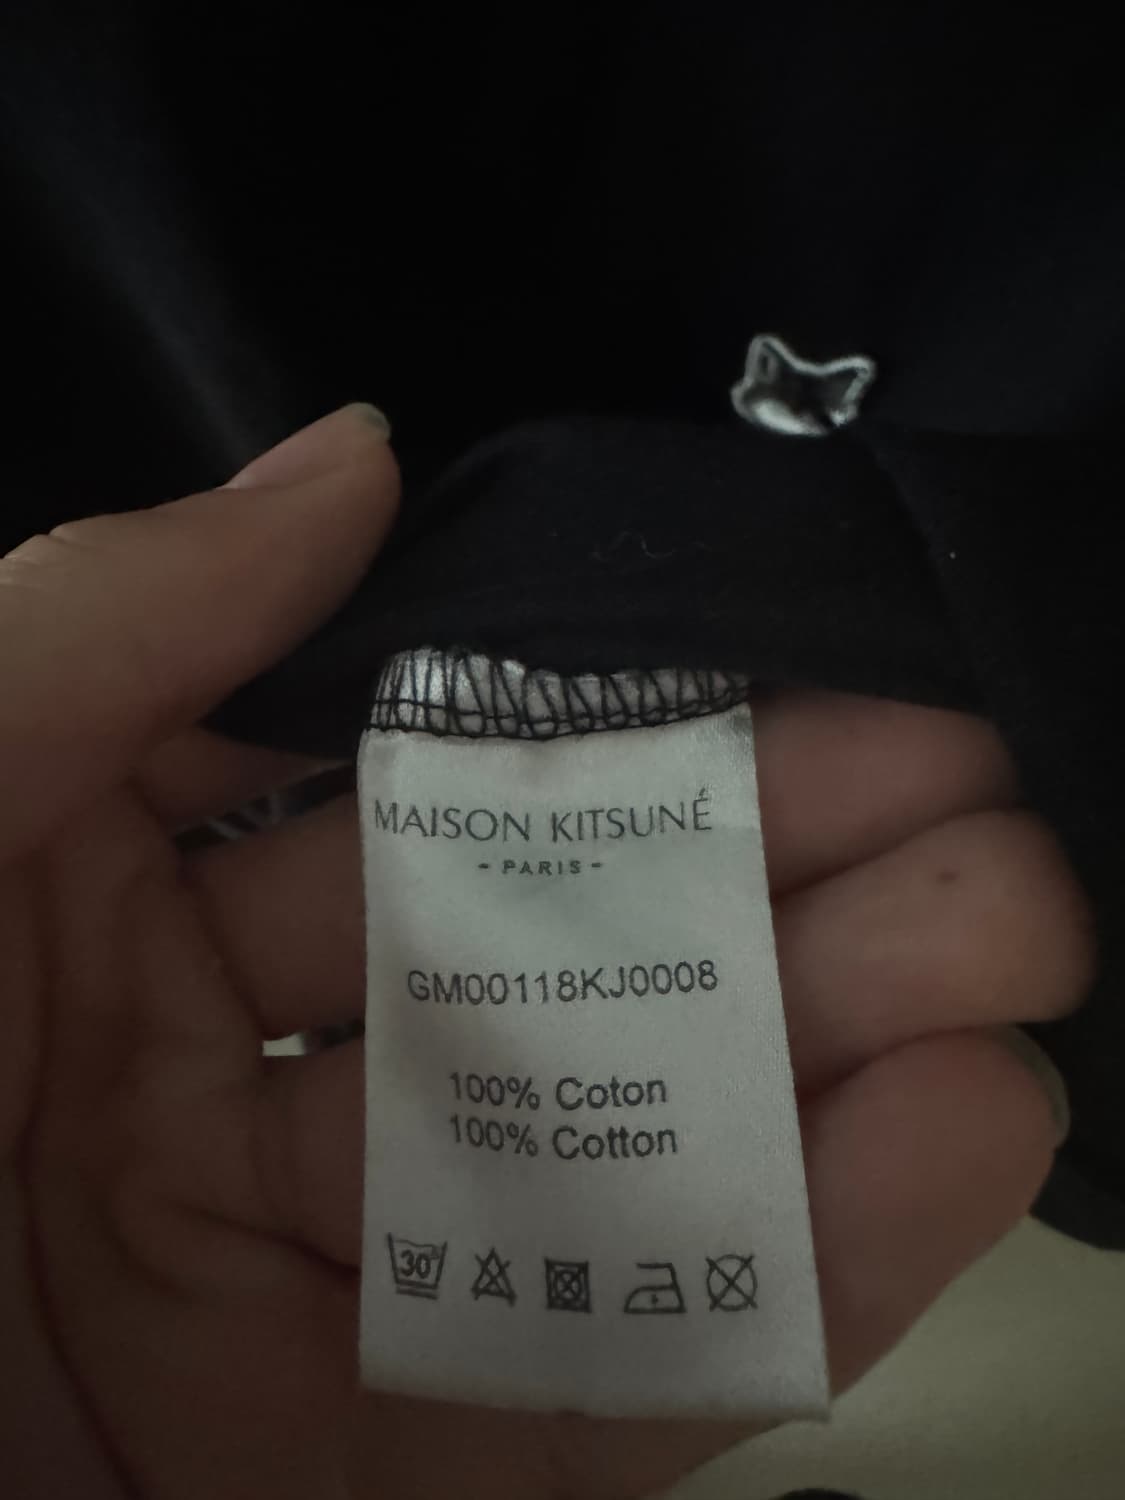 MAISON KITSUNÉ
- PARIS -
GM00118KJ0008
100% Coton
100% Cotton
30°